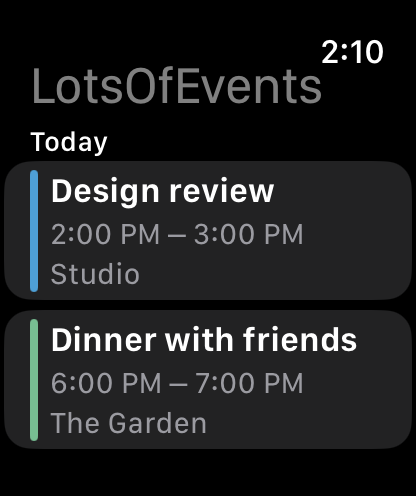 2:10
LotsOfEvents
Today
Design review
2:00 PM – 3:00 PM
Studio
Dinner with friends
6:00 PM – 7:00 PM
The Garden